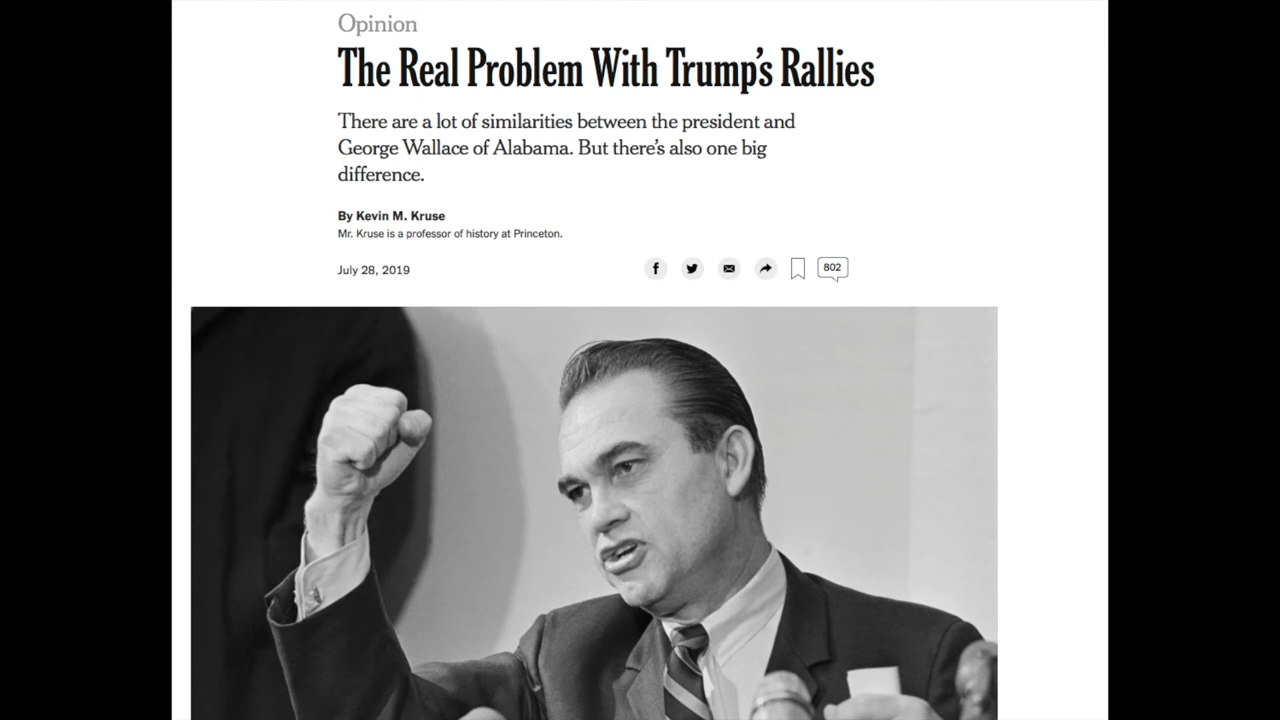 Opinion
The Real Problem With Trump's Rallies
There are a lot of similarities between the president and
George Wallace of Alabama. But there's also one big
difference.
By Kevin M. Kruse
Mr. Kruse is a professor of history at Princeton.
July 28, 2019
802